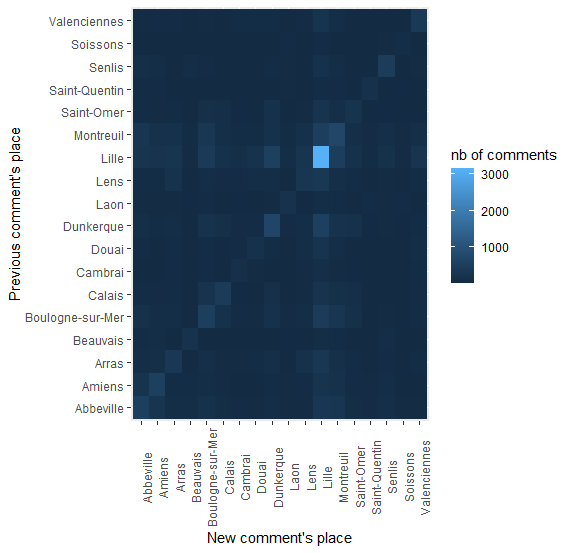 Valenciennes
Soissons
Senlis
Saint-Quentin
Saint-Omer
Montreuil
Lille
Lens
Laon
Dunkerque
Douai
Cambrai
Calais
Boulogne-sur-Mer
Beauvais
Arras
Amiens
Abbeville
Previous comment's place
Abbeville
Amiens
Arras
Beauvais
Boulogne-sur-Mer
Calais
Cambrai
Douai
Dunkerque
Laon
Lens
Lille
Montreuil
Saint-Omer
Saint-Quentin
Senlis
Soissons
Valenciennes
New comment's place
nb of comments
3000
2000
1000